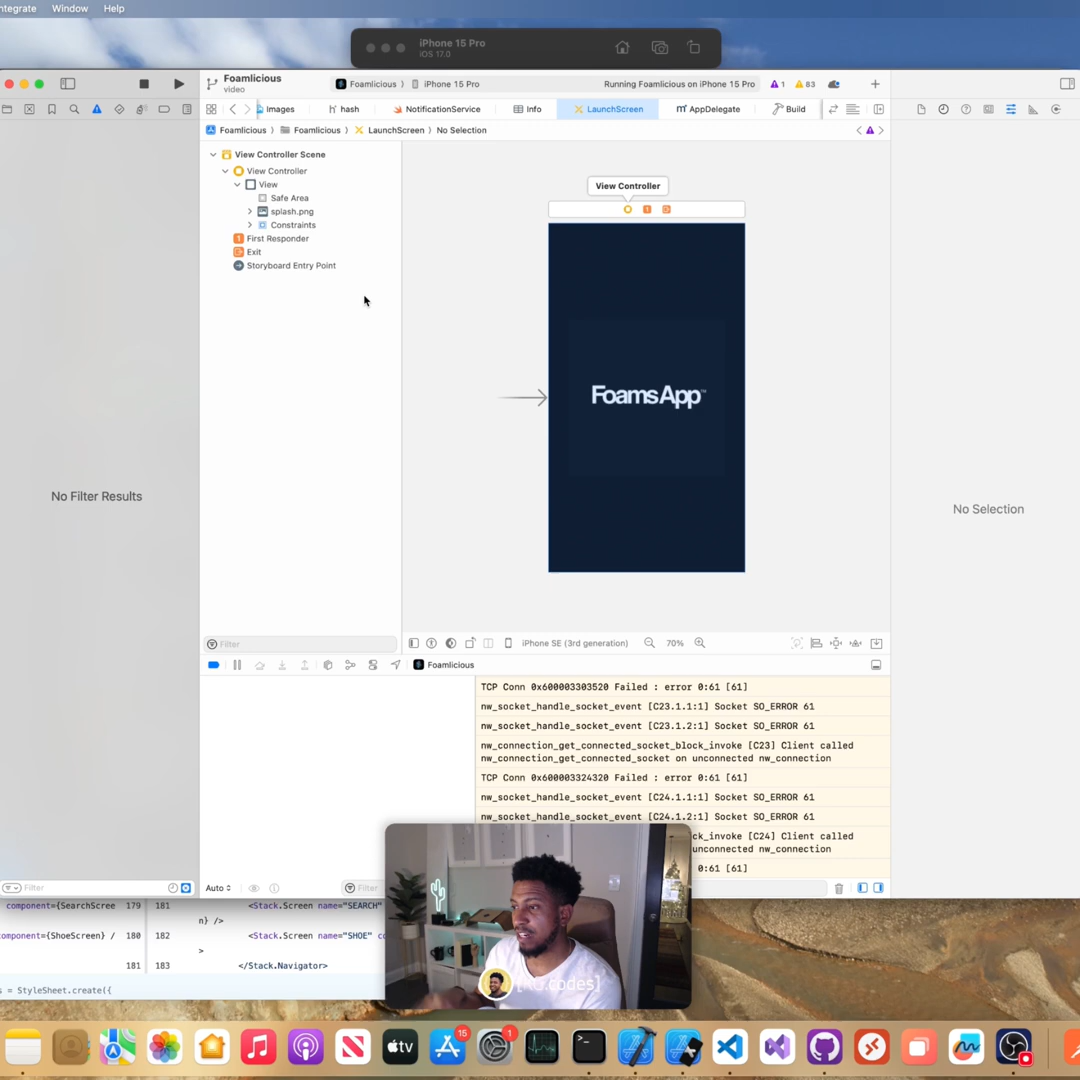 ntegrate Window Help
iPhone 15 Pro
iOS 17.0
Foamlicious
video
Foamlicious 〉 iPhone 15 Pro
Running Foamlicious on iPhone 15 Pro
1
83
Images
hash
NotificationService
Info
LaunchScreen
AppDelegate
Build
Foamlicious 〉 Foamlicious 〉 LaunchScreen 〉 No Selection
View Controller Scene
View Controller
View
Safe Area
splash.png
Constraints
First Responder
Exit
Storyboard Entry Point
View Controller
FoamsApp™
No Filter Results
No Selection
Filter
iPhone SE (3rd generation)
70%
Foamlicious
TCP Conn 0x600003303520 Failed : error 0:61 [61]
nw_socket_handle_socket_event [C23.1.1:1] Socket SO_ERROR 61
nw_socket_handle_socket_event [C23.1.2:1] Socket SO_ERROR 61
nw_connection_get_connected_socket_block_invoke [C23] Client called
nw_connection_get_connected_socket on unconnected nw_connection
TCP Conn 0x600003324320 Failed : error 0:61 [61]
nw_socket_handle_socket_event [C24.1.1:1] Socket SO_ERROR 61
nw_socket_handle_socket_event [C24.1.2:1] Socket SO_ERROR 61
ck_invoke [C24] Client called
unconnected nw_connection
0:61 [61]
Filter
Auto
Filter
component={SearchScree 179
181 <Stack.Screen name="SEARCH"
n} />
component={ShoeScreen} / 180
182 <Stack.Screen name="SHOE" c
>
181
183 </Stack.Navigator>
s = StyleSheet.create({
.codes]
tv
15
1